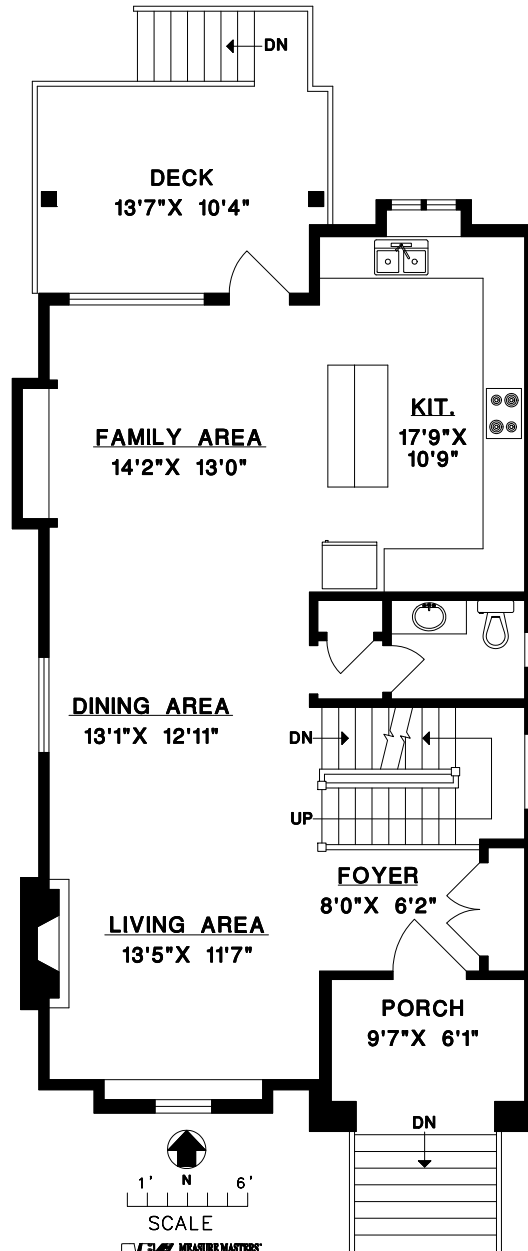 DN
DECK
13'7"X 10'4"
KIT.
17'9"X
10'9"
FAMILY AREA
14'2"X 13'0"
DINING AREA
13'1"X 12'11"
DN
UP
FOYER
8'0"X 6'2"
LIVING AREA
13'5"X 11'7"
PORCH
9'7"X 6'1"
DN
N
1' 6'
SCALE
MEASURE MASTERS